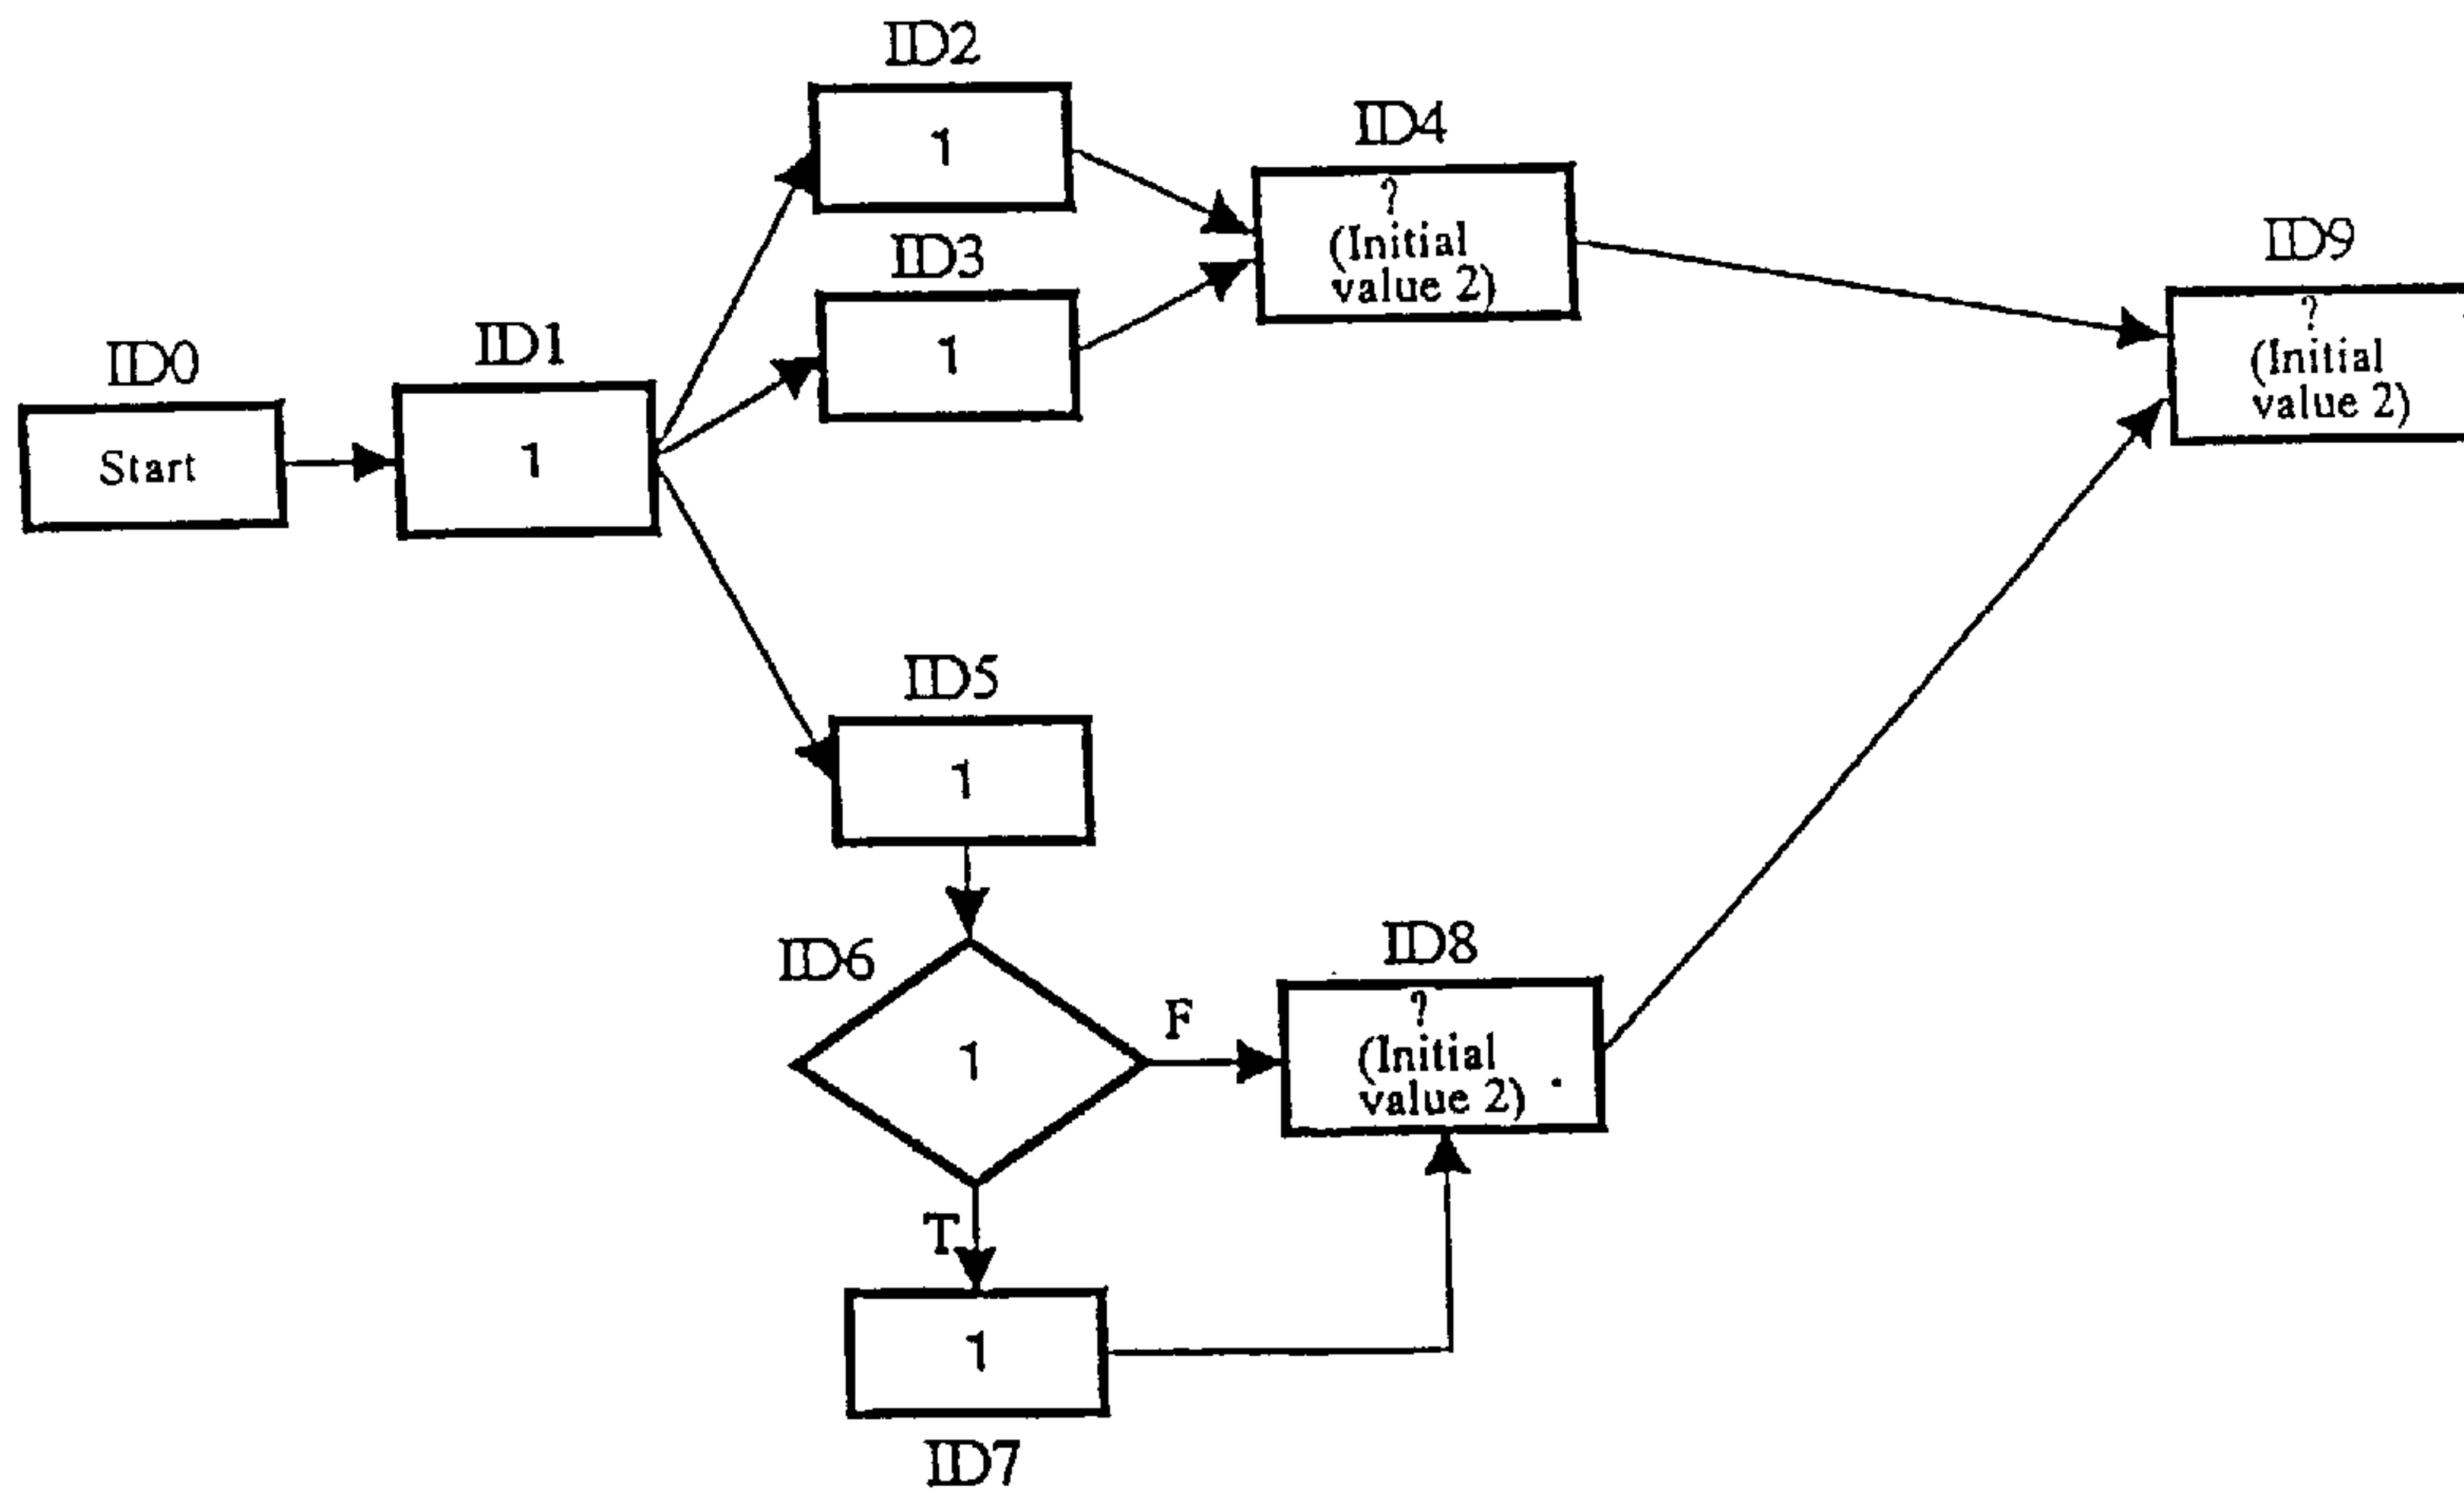 ID2
1
ID4
?
(Initial
value 2)
ID3
1
ID9
?
(Initial
value 2)
ID0
Start
ID1
1
ID5
1
ID6
1
F
ID8
?
(Initial
value 2)
T
1
ID7